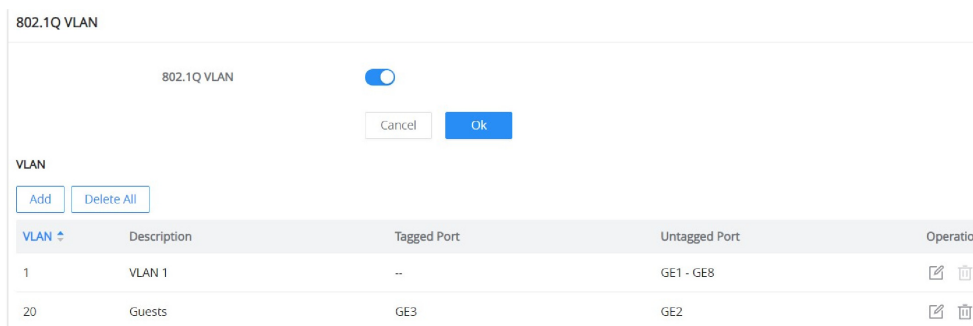 802.1Q VLAN
802.1Q VLAN
Cancel Ok
VLAN
Add Delete All
VLAN Description Tagged Port Untagged Port Operatio
1 VLAN 1 -- GE1 - GE8
20 Guests GE3 GE2